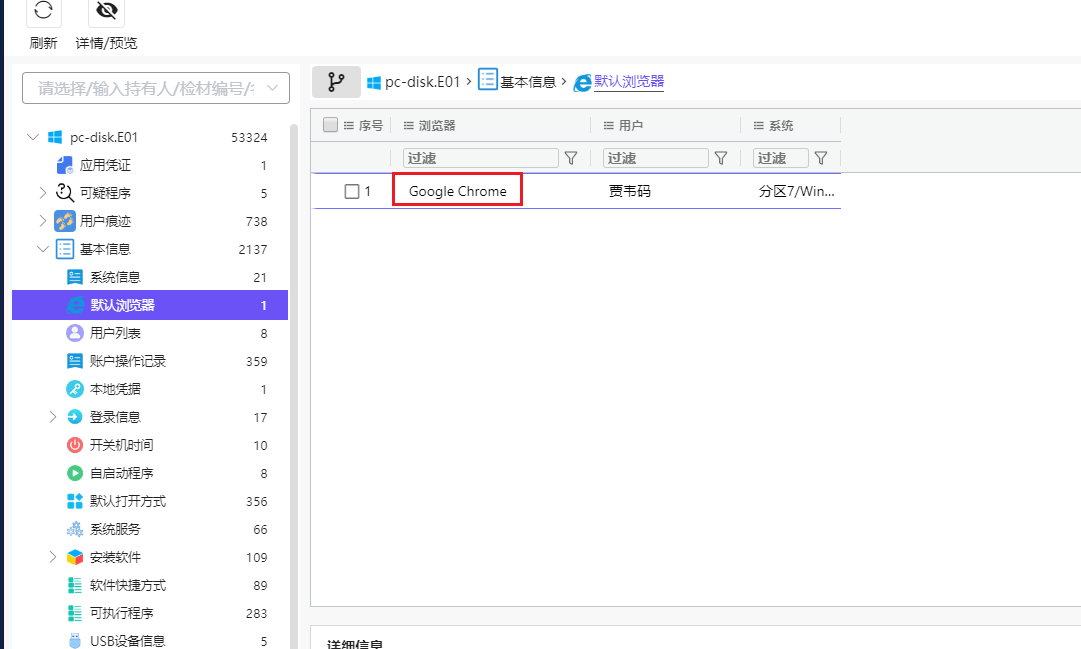 刷新 详情/预览
请选择/输入持有人/检材编号/
pc-disk.E01 53324
应用凭证 1
可疑程序 5
用户痕迹 738
基本信息 2137
系统信息 21
默认浏览器 1
用户列表 8
账户操作记录 359
本地凭据 1
登录信息 17
开关机时间 10
自启动程序 8
默认打开方式 356
系统服务 66
安装软件 109
软件快捷方式 89
可执行程序 283
USB设备信息 5
pc-disk.E01 > 基本信息 > 默认浏览器
序号 浏览器 用户 系统
过滤 过滤 过滤
1 Google Chrome 贾韦码 分区7/Win...
详细信息